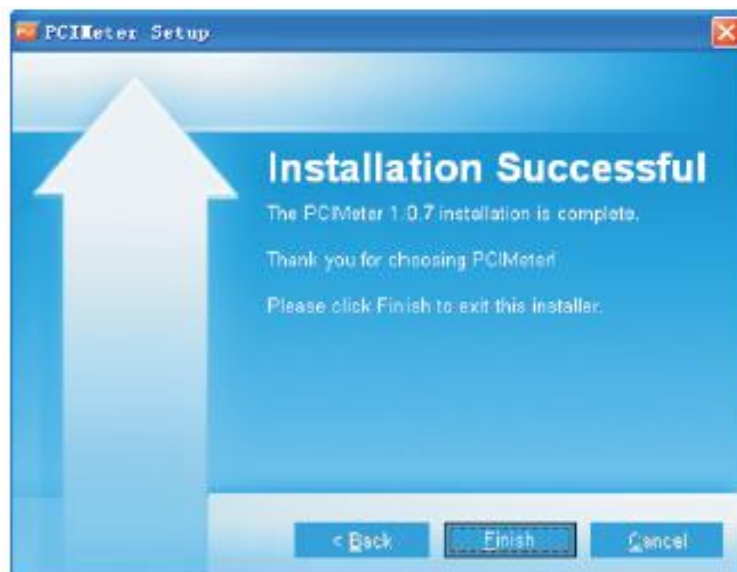 PCIMeter Setup
Installation Successful
The PCIMeter 1.0.7 installation is complete.
Thank you for choosing PCIMeter!
Please click Finish to exit this installer.
< Back
Finish
Cancel